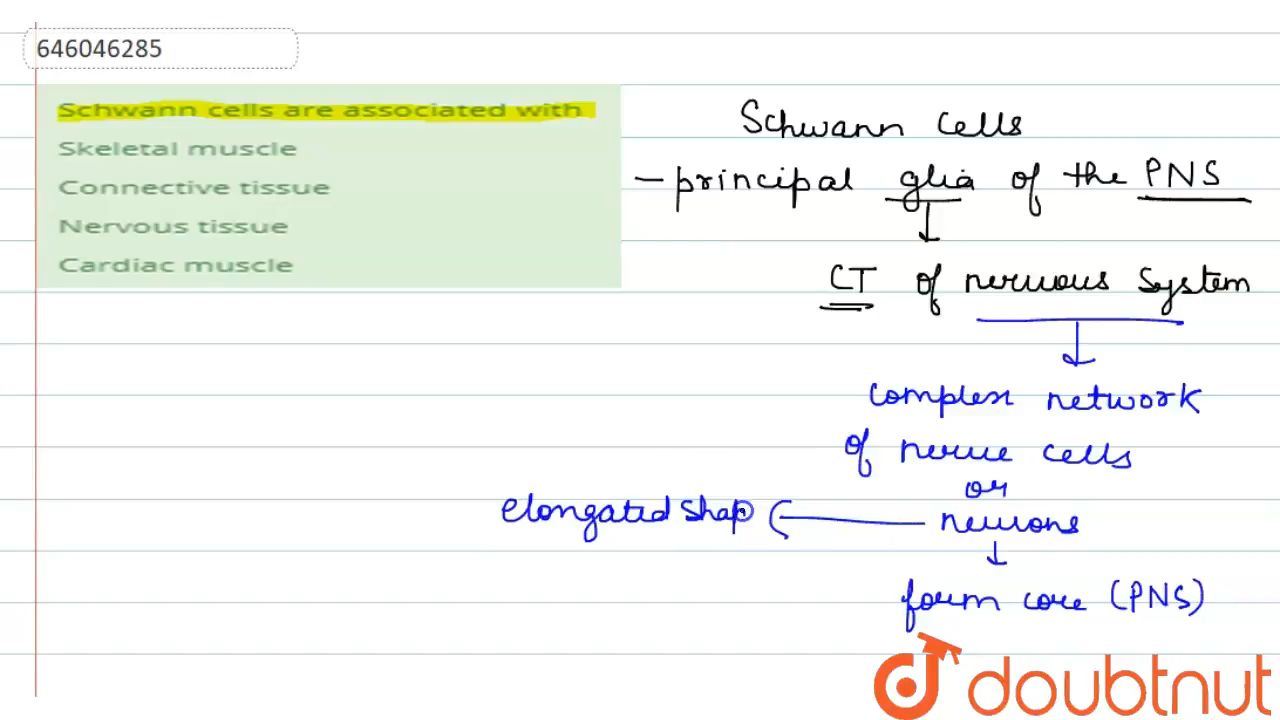 646046285
Schwann cells are associated with
Skeletal muscle
Connective tissue
Nervous tissue
Cardiac muscle
Schwann Cells
– principal glia of the PNS
CT of nervous System
Complex network
of nerve cells
or
neurons
elongated Shap
form core (PNS)
doubtnut